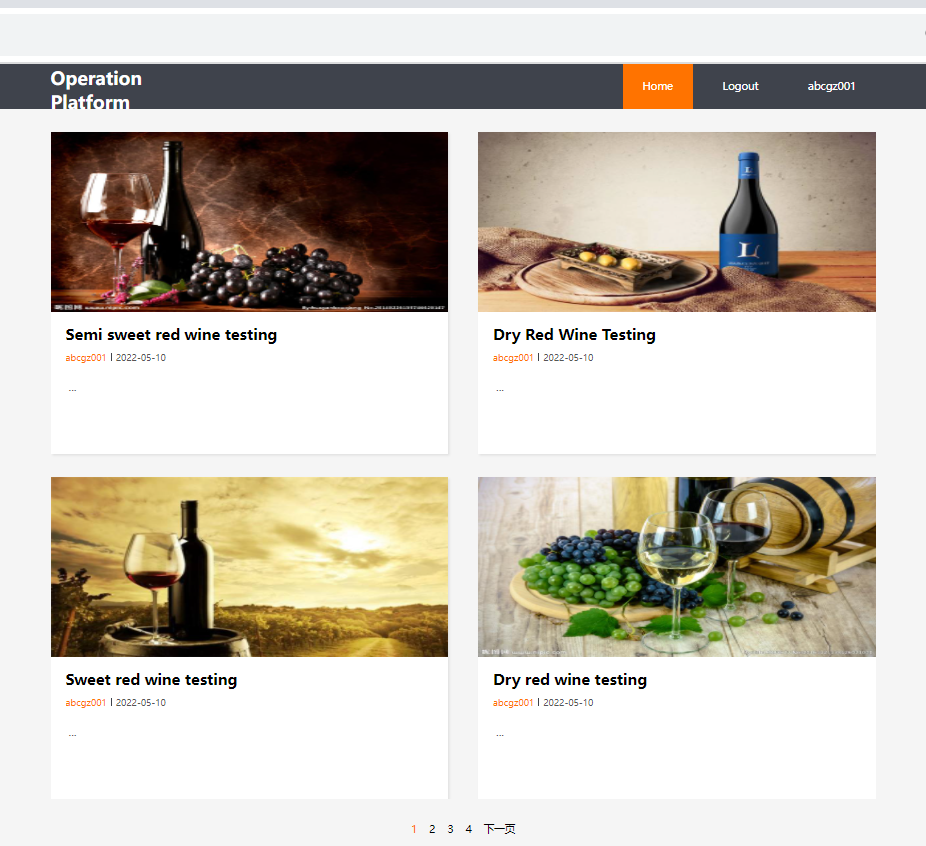 Operation
Platform
Home
Logout
abcgz001
Semi sweet red wine testing
abcgz001 | 2022-05-10
...
Dry Red Wine Testing
abcgz001 | 2022-05-10
...
Sweet red wine testing
abcgz001 | 2022-05-10
...
Dry red wine testing
abcgz001 | 2022-05-10
...
1 2 3 4 下一页